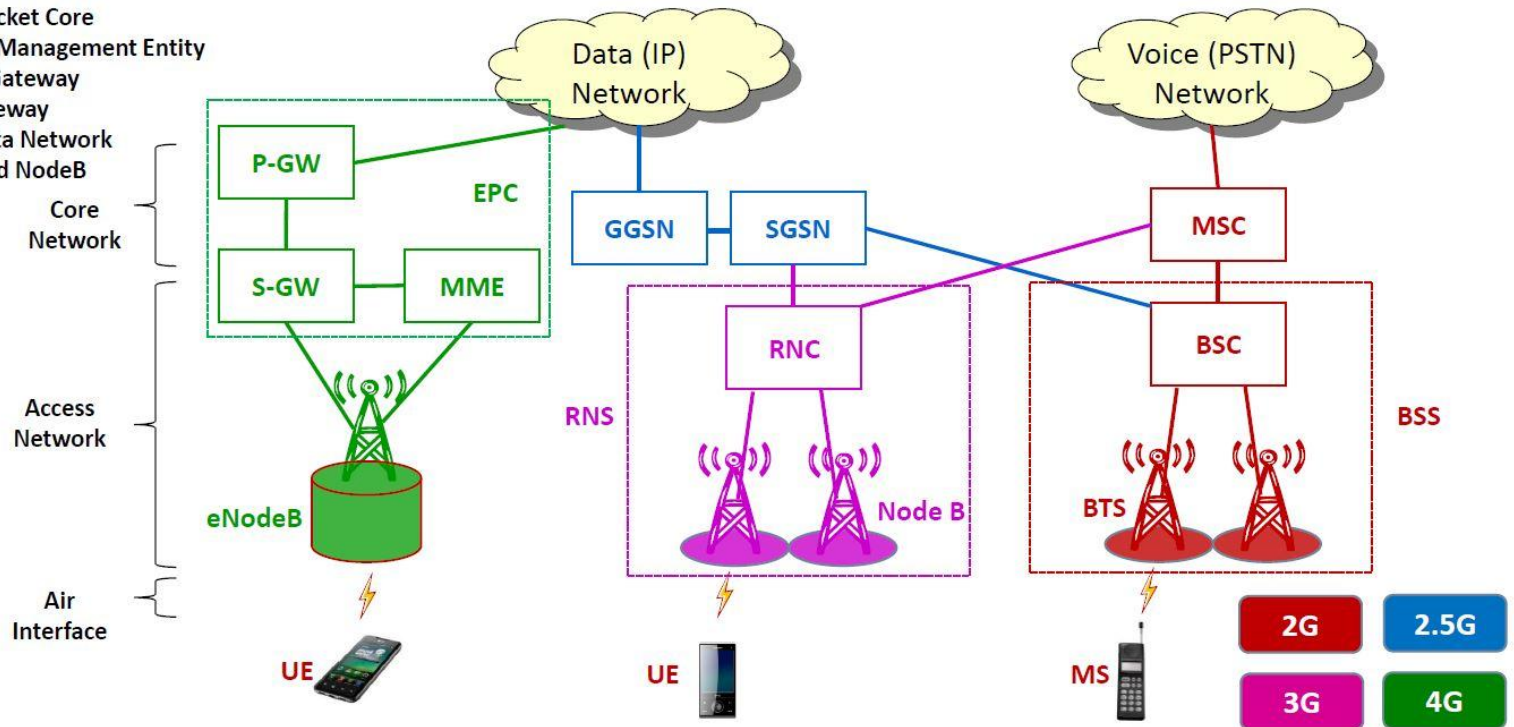 cket Core
Management Entity
ateway
eway
ta Network
d NodeB
Core
Network
Access
Network
Air
Interface
Data (IP)
Network
Voice (PSTN)
Network
P-GW
EPC
S-GW
MME
GGSN
SGSN
MSC
RNC
BSC
RNS
BSS
eNodeB
Node B
BTS
UE
UE
MS
2G
2.5G
3G
4G